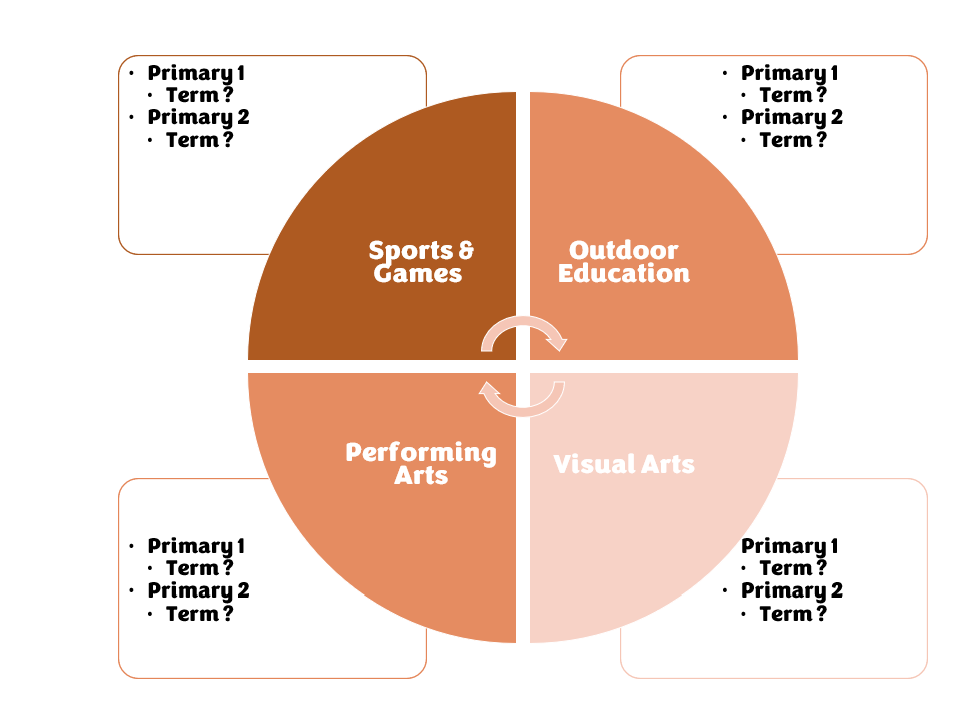 • Primary 1
• Term ?
• Primary 2
• Term ?
• Primary 1
• Term ?
• Primary 2
• Term ?
Sports &
Games
Outdoor
Education
Performing
Arts
Visual Arts
• Primary 1
• Term ?
• Primary 2
• Term ?
Primary 1
• Term ?
• Primary 2
• Term ?